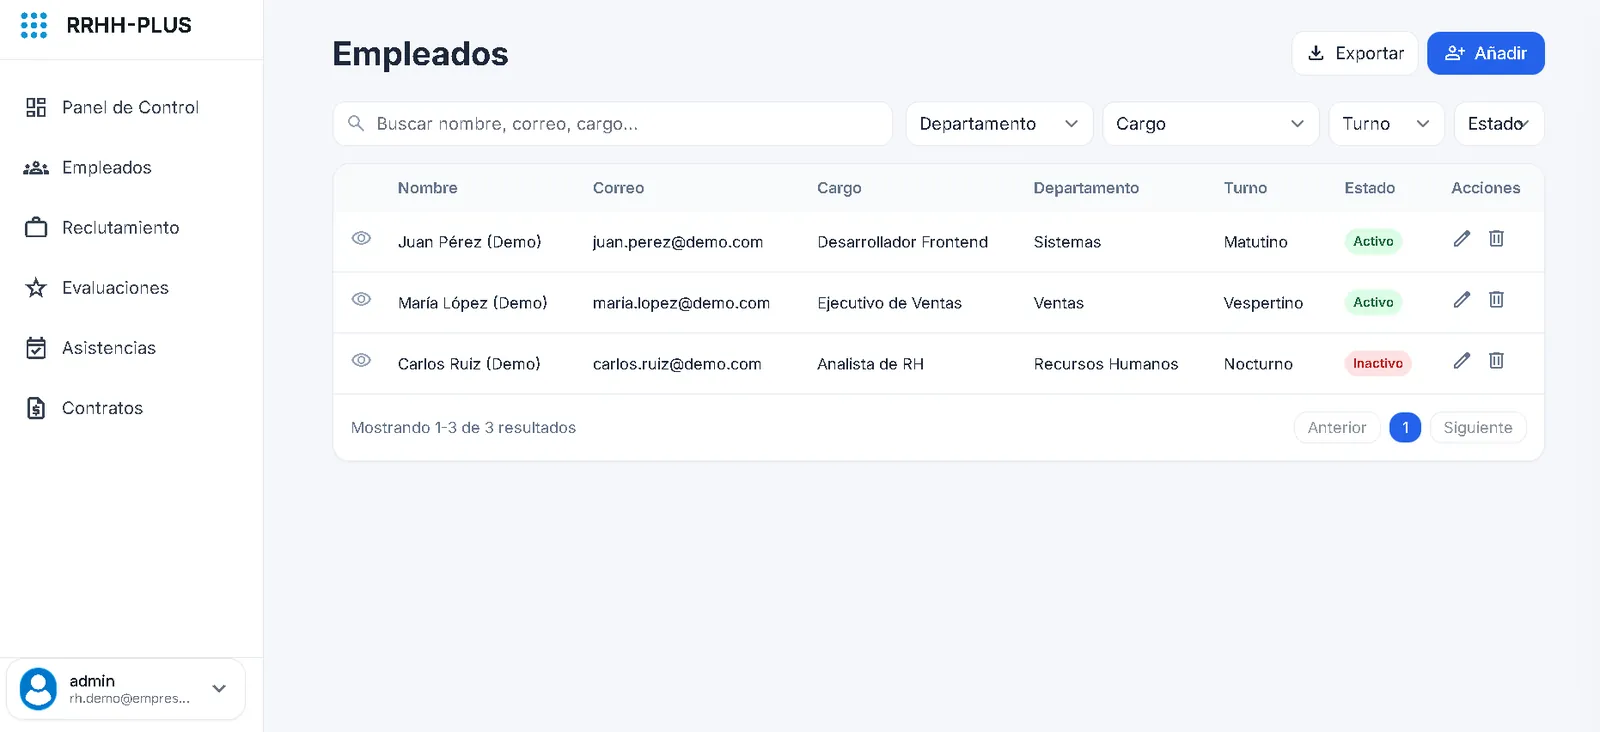 RRHH-PLUS
Panel de Control
Empleados
Reclutamiento
Evaluaciones
Asistencias
Contratos
admin
rh.demo@empres...
Empleados
Exportar
Añadir
Buscar nombre, correo, cargo...
Departamento
Cargo
Turno
Estado
Nombre Correo Cargo Departamento Turno Estado Acciones
Juan Pérez (Demo) juan.perez@demo.com Desarrollador Frontend Sistemas Matutino Activo
María López (Demo) maria.lopez@demo.com Ejecutivo de Ventas Ventas Vespertino Activo
Carlos Ruiz (Demo) carlos.ruiz@demo.com Analista de RH Recursos Humanos Nocturno Inactivo
Mostrando 1-3 de 3 resultados
Anterior 1 Siguiente